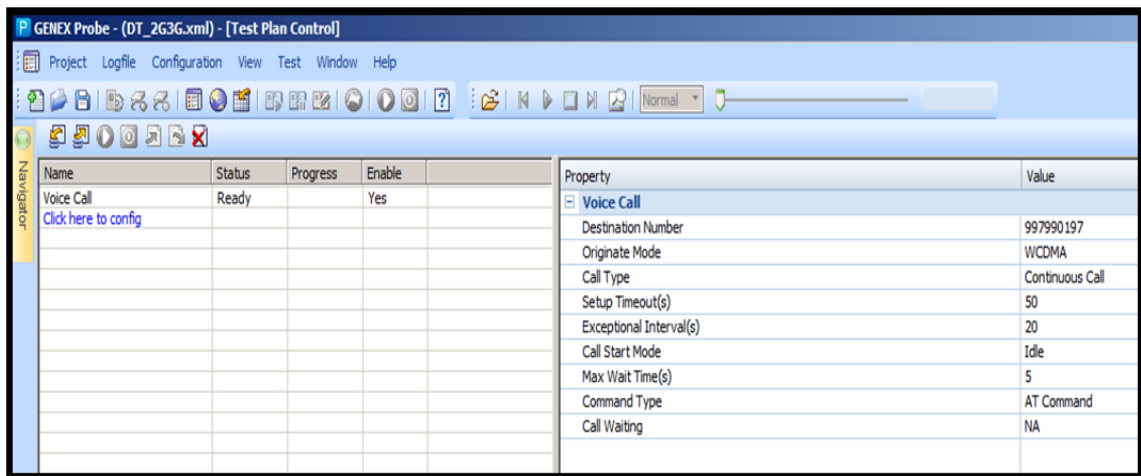 GENEX Probe - (DT_2G3G.xml) - [Test Plan Control]
Project Logfile Configuration View Test Window Help
Normal
Navigator
Name Status Progress Enable
Voice Call Ready Yes
Click here to config
Property Value
Voice Call
Destination Number 997990197
Originate Mode WCDMA
Call Type Continuous Call
Setup Timeout(s) 50
Exceptional Interval(s) 20
Call Start Mode Idle
Max Wait Time(s) 5
Command Type AT Command
Call Waiting NA